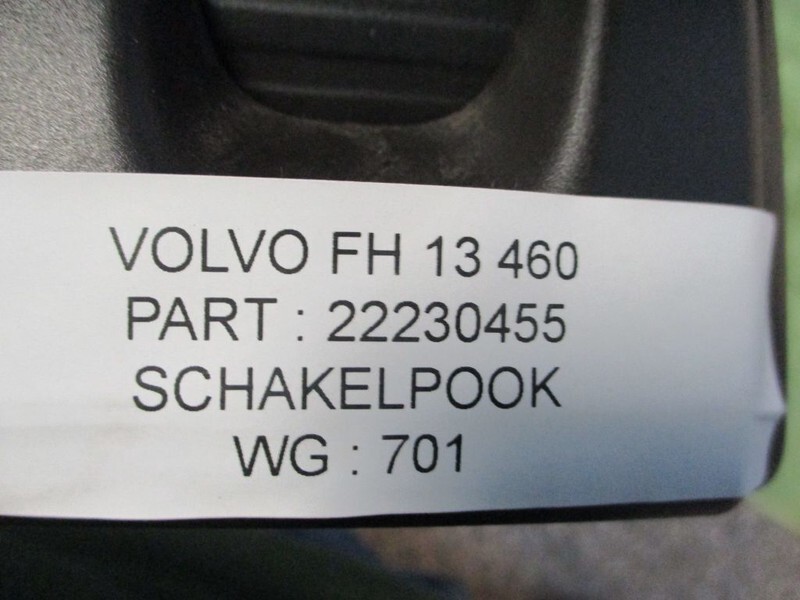 VOLVO FH 13 460
PART : 22230455
SCHAKELPOOK
WG : 701